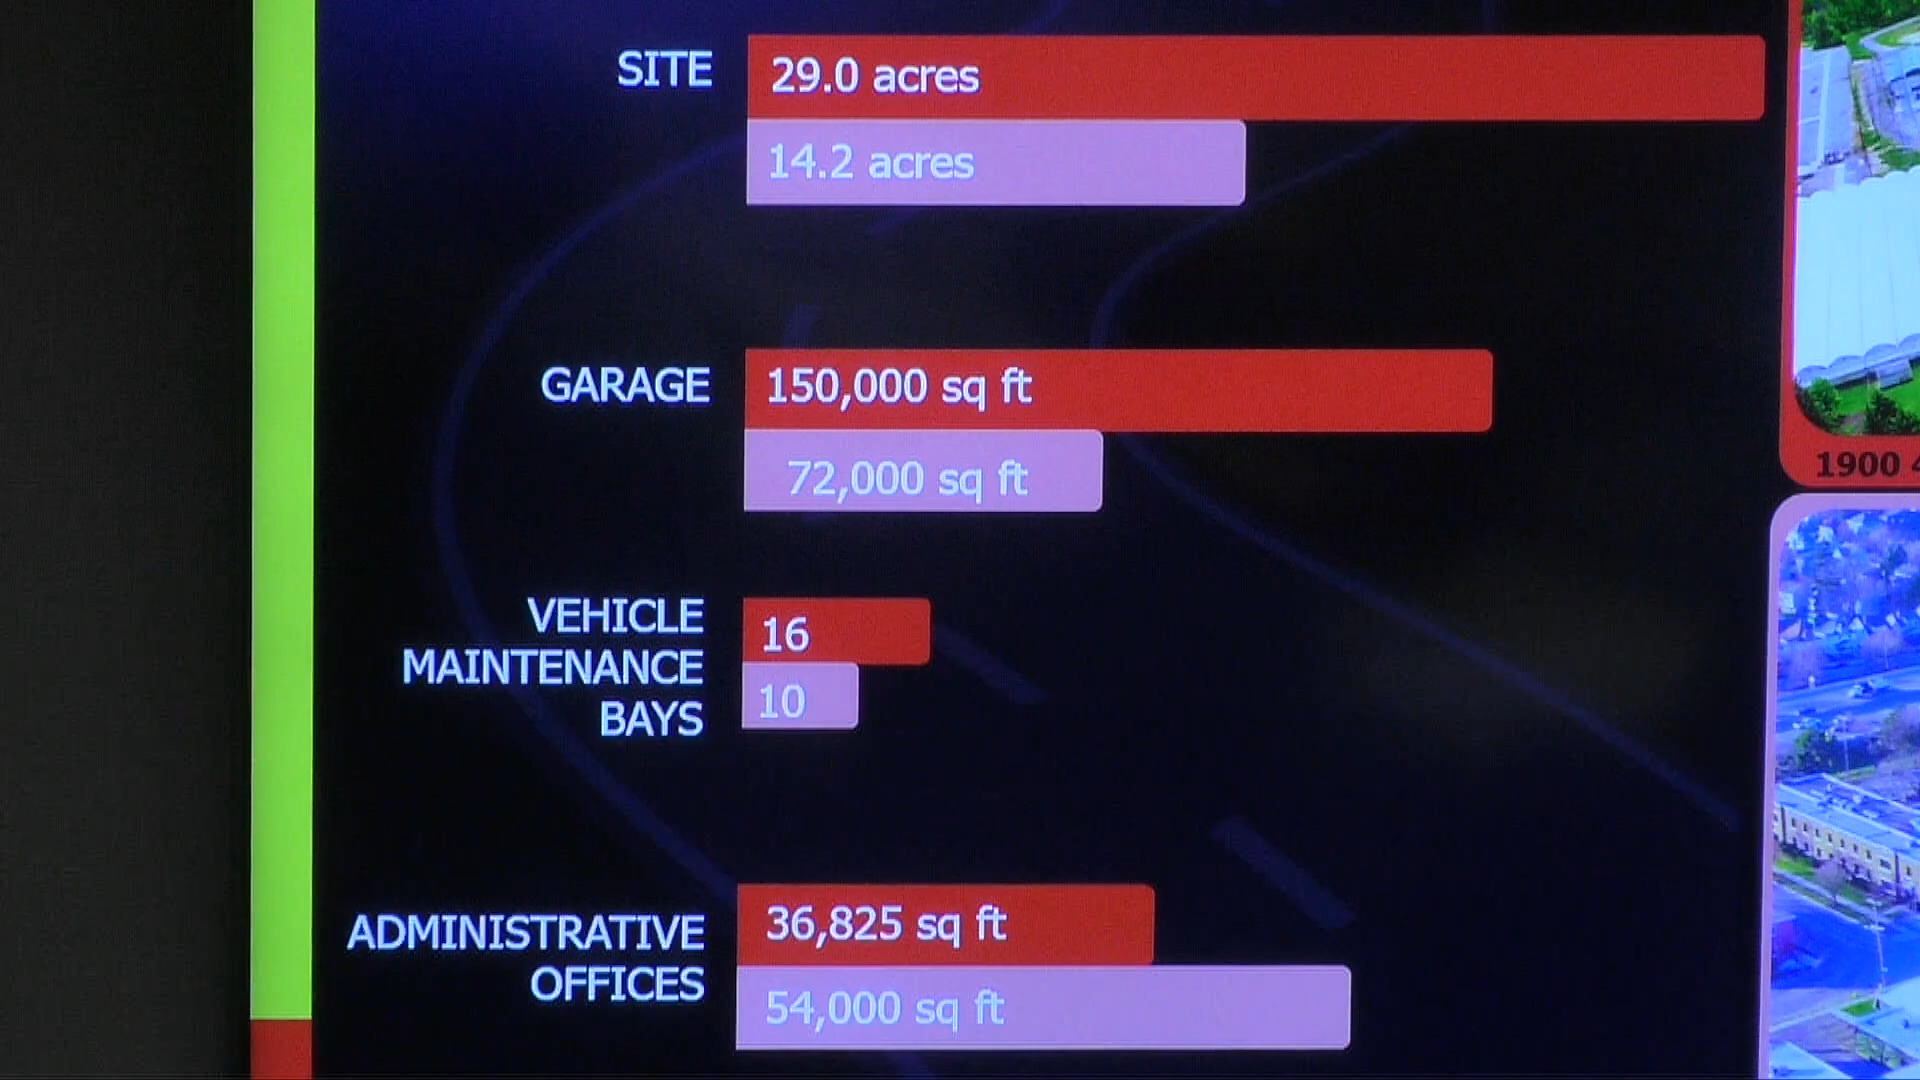 SITE
29.0 acres
14.2 acres
GARAGE
150,000 sq ft
72,000 sq ft
1900
VEHICLE
MAINTENANCE
BAYS
16
10
ADMINISTRATIVE
OFFICES
36,825 sq ft
54,000 sq ft